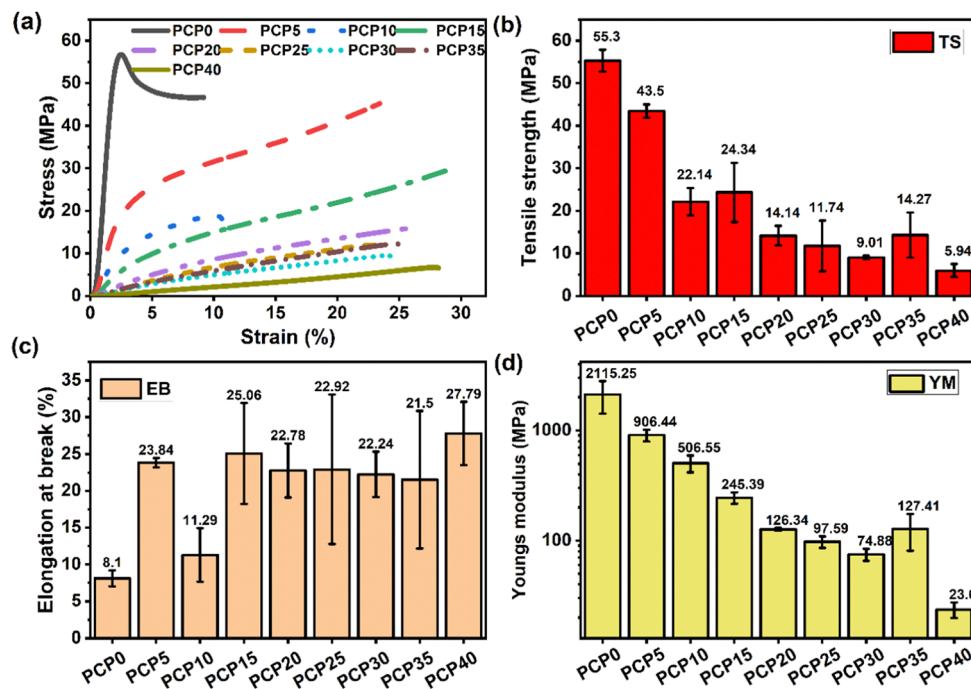 (a)
PCP0 PCP5 PCP10 PCP15
PCP20 PCP25 PCP30 PCP35
PCP40
60
50
40
30
20
10
0
Stress (MPa)
0 5 10 15 20 25 30
Strain (%)
(b)
TS
60
50
40
30
20
10
0
Tensile strength (MPa)
55.3
43.5
22.14
24.34
14.14
11.74
9.01
14.27
5.94
PCP0 PCP5 PCP10 PCP15 PCP20 PCP25 PCP30 PCP35 PCP40
(c)
EB
35
30
25
20
15
10
5
0
Elongation at break (%)
8.1
23.84
11.29
25.06
22.78
22.92
22.24
21.5
27.79
PCP0 PCP5 PCP10 PCP15 PCP20 PCP25 PCP30 PCP35 PCP40
(d)
YM
1000
100
Youngs modulus (MPa)
2115.25
906.44
506.55
245.39
126.34
97.59
74.88
127.41
PCP0 PCP5 PCP10 PCP15 PCP20 PCP25 PCP30 PCP35 PCP40